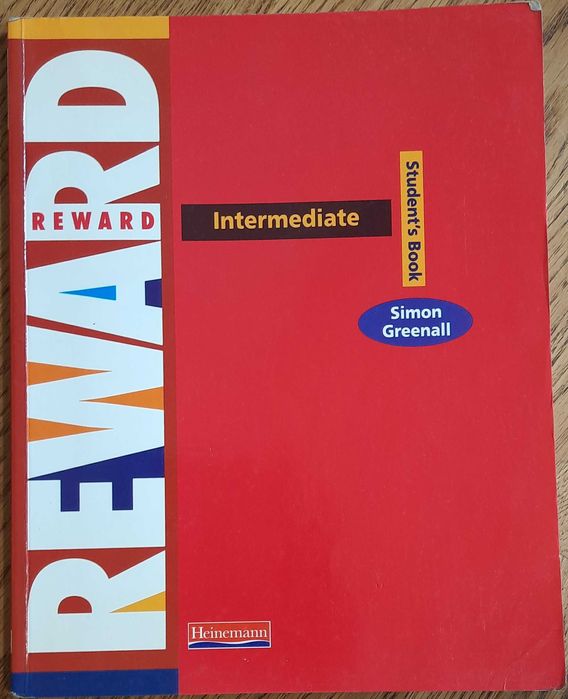 REWARD
REWARD
Intermediate
Student's Book
Simon
Greenall
Heinemann